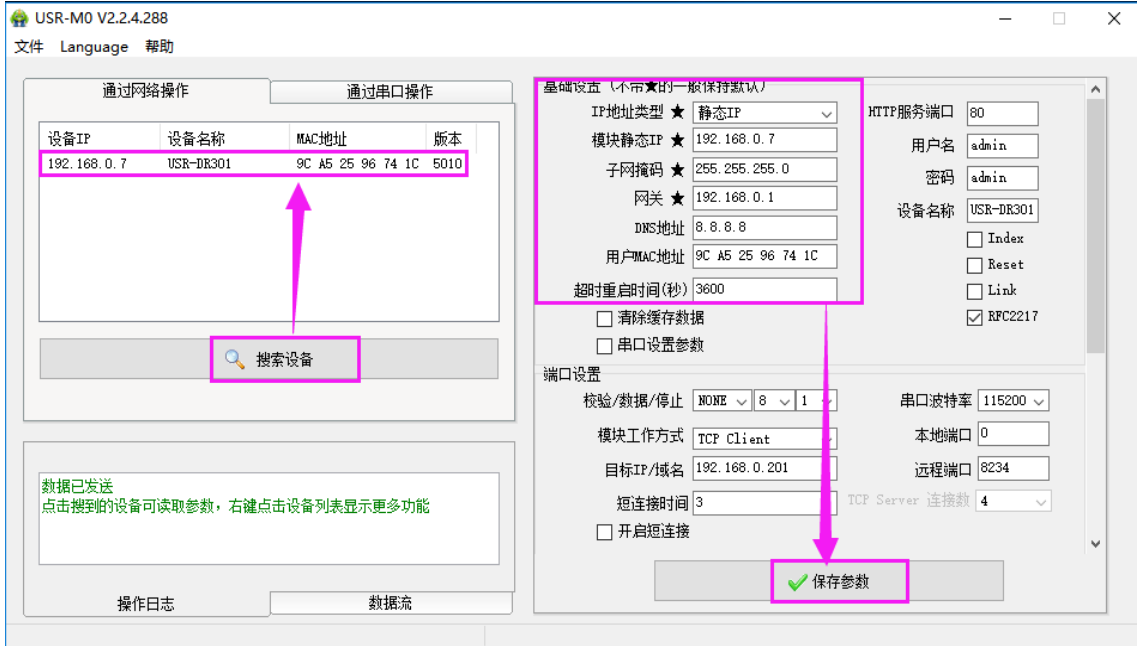 USR-M0 V2.2.4.288
文件 Language 帮助
通过网络操作 通过串口操作
设备IP 设备名称 MAC地址 版本
192.168.0.7 USR-DR301 9C A5 25 96 74 1C 5010
搜索设备
数据已发送
点击搜到的设备可读取参数，右键点击设备列表显示更多功能
操作日志 数据流
基础设置（不带★的一般保持默认）
IP地址类型 ★ 静态IP
模块静态IP ★ 192.168.0.7
子网掩码 ★ 255.255.255.0
网关 ★ 192.168.0.1
DNS地址 8.8.8.8
用户MAC地址 9C A5 25 96 74 1C
超时重启时间(秒) 3600
清除缓存数据
串口设置参数
HTTP服务端口 80
用户名 admin
密码 admin
设备名称 USR-DR301
Index
Reset
Link
RFC2217
端口设置
校验/数据/停止 NONE 8 1 串口波特率 115200
模块工作方式 TCP Client 本地端口 0
目标IP/域名 192.168.0.201 远程端口 8234
短连接时间 3 TCP Server 连接数 4
开启短连接
保存参数